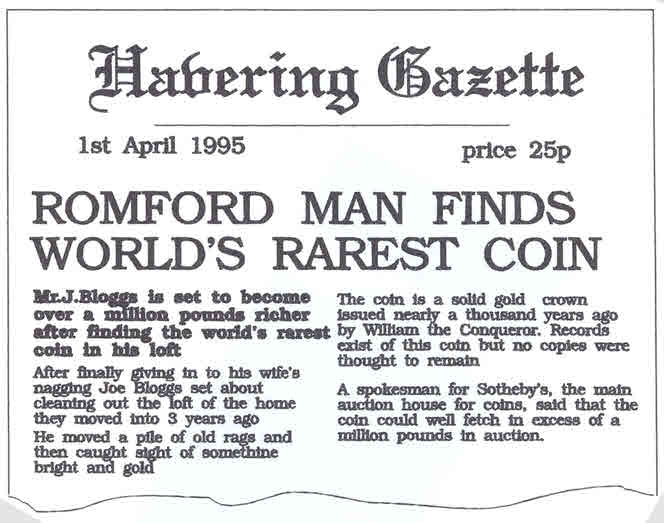 Havering Gazette
1st April 1995
price 25p
ROMFORD MAN FINDS
WORLD'S RAREST COIN
Mr.J.Bloggs is set to become
over a million pounds richer
after finding the world's rarest
coin in his loft
After finally giving in to his wife's
nagging Joe Bloggs set about
cleaning out the loft of the home
they moved into 3 years ago
He moved a pile of old rags and
then caught sight of somethine
bright and gold
The coin is a solid gold crown
issued nearly a thousand years ago
by William the Conqueror. Records
exist of this coin but no copies were
thought to remain
A spokesman for Sotheby's, the main
auction house for coins, said that the
coin could well fetch in excess of a
million pounds in auction.